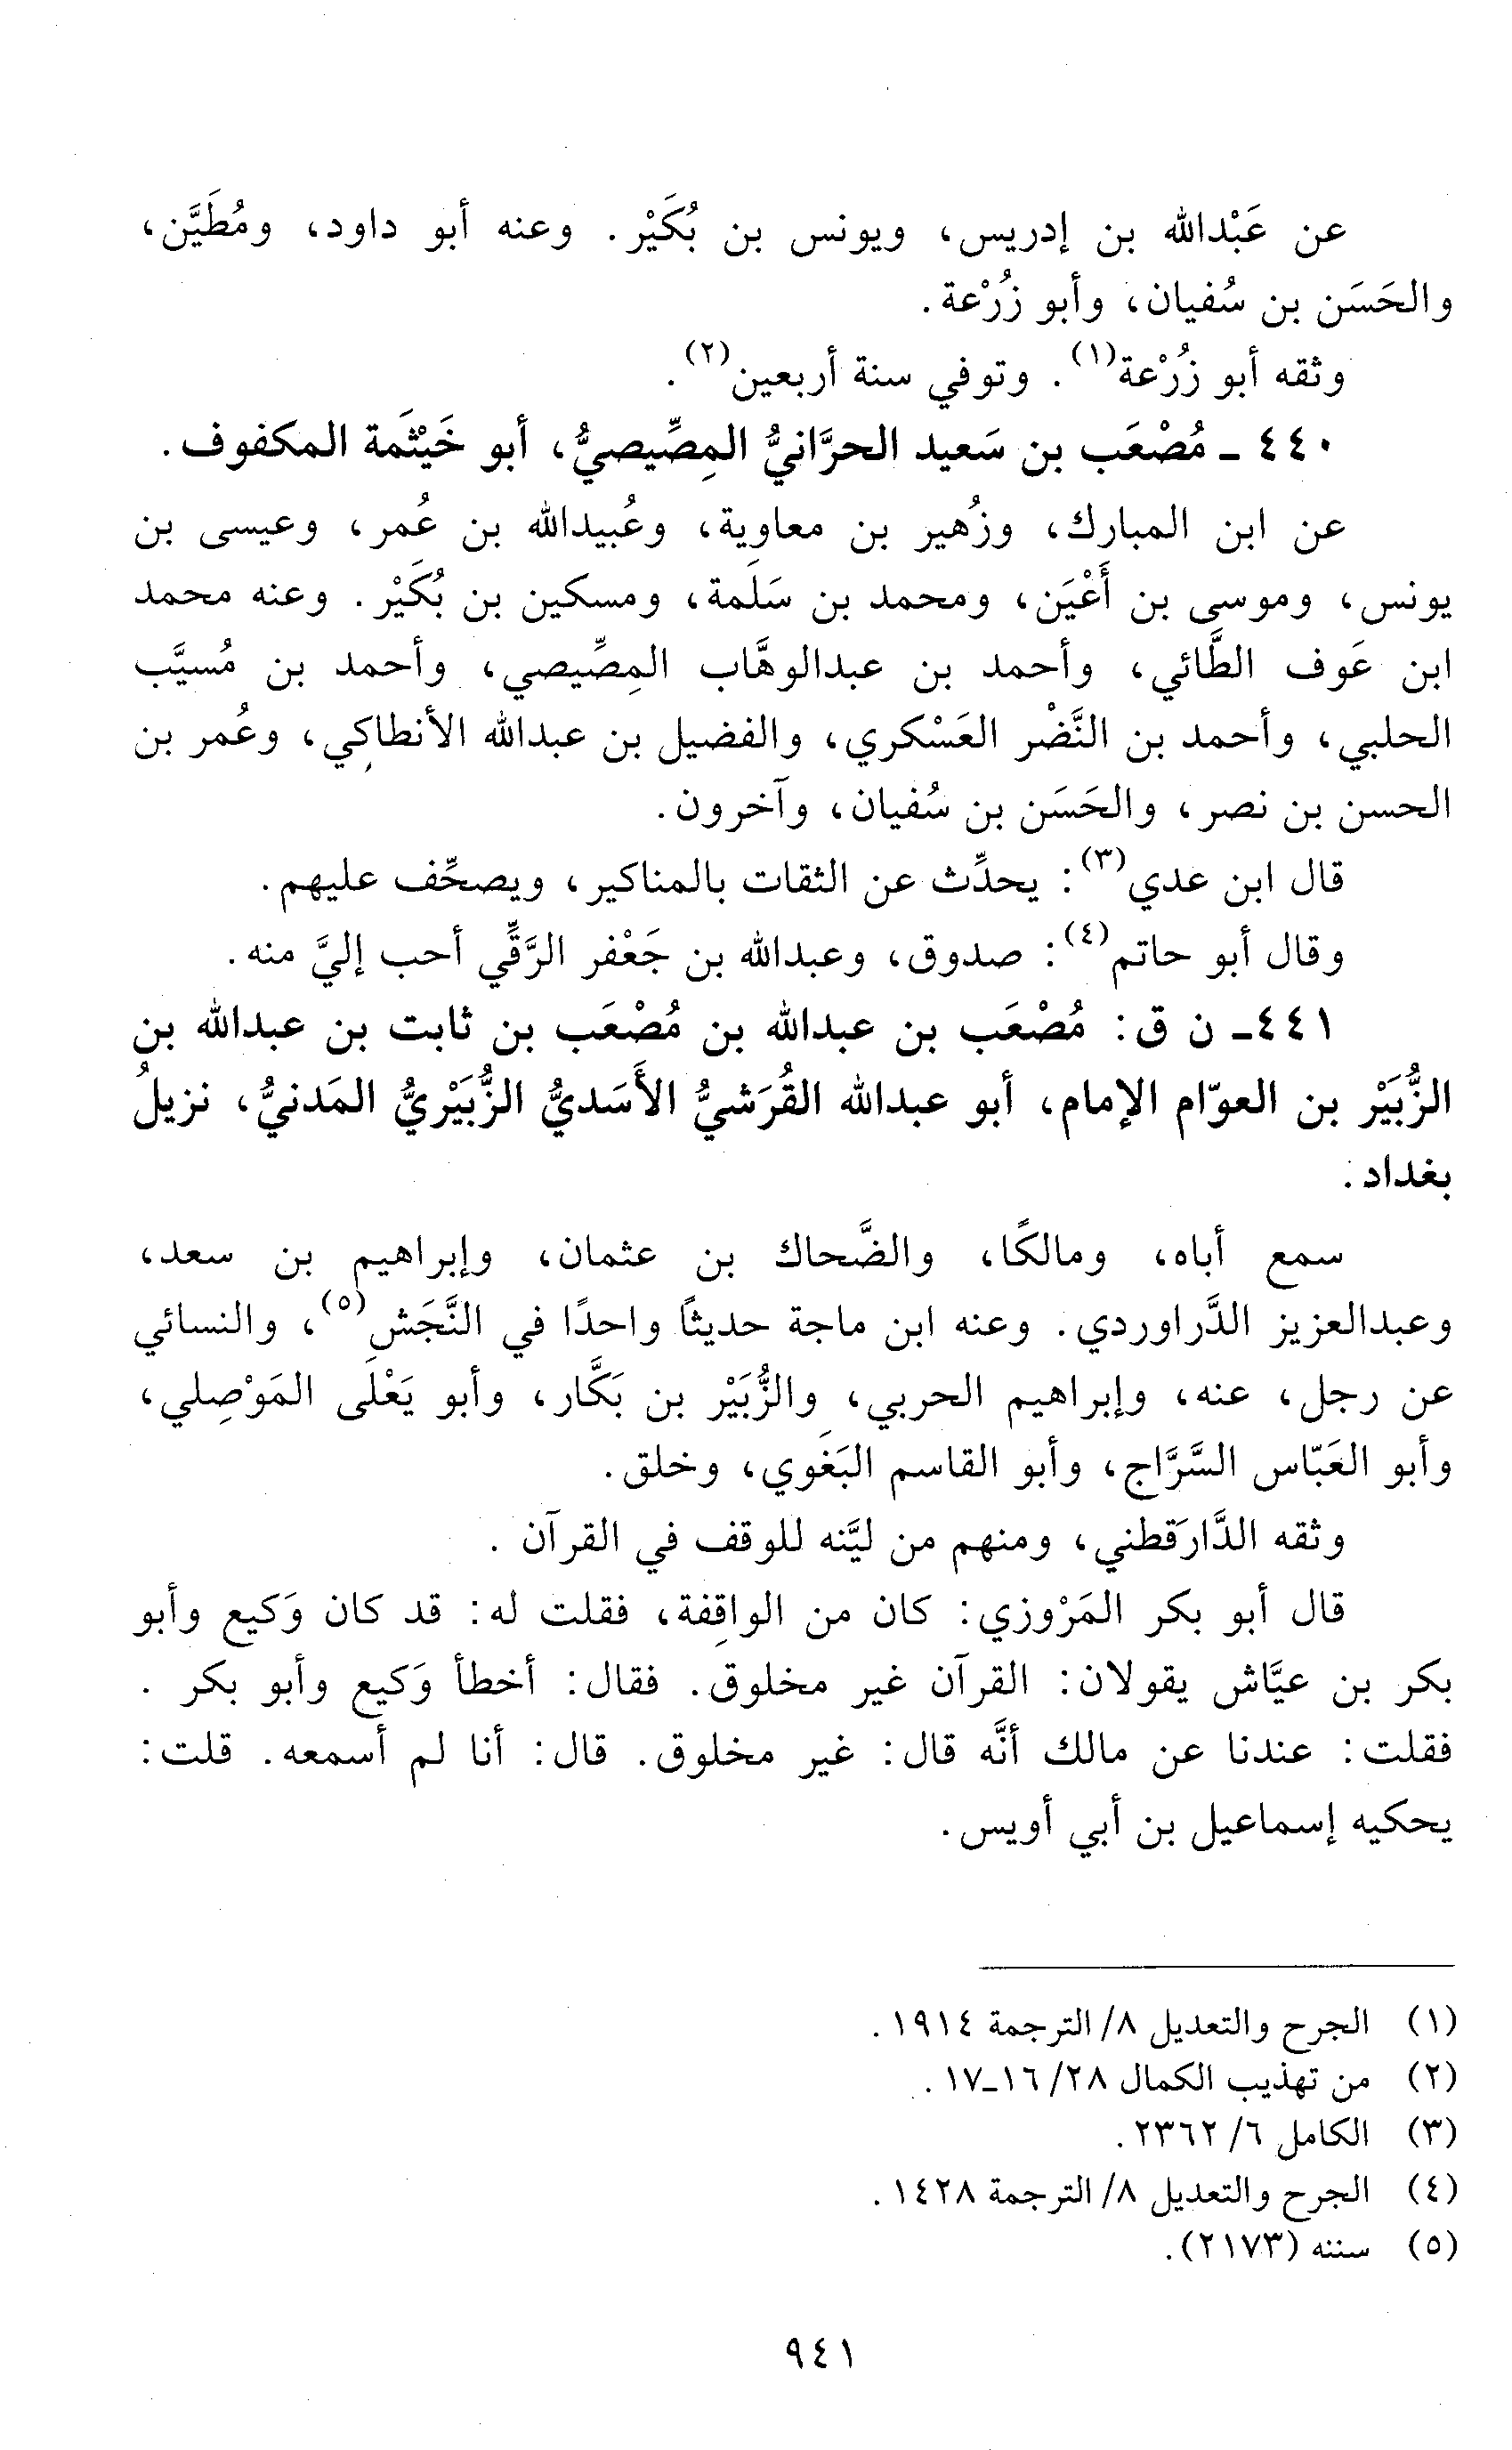 عن عَبْدالله بن إدريس، ويونس بن بُكَيْر. وعنه أبو داود، ومُطَيَّن،
والحَسَن بن سُفيان، وأبو زُرْعة.
وثقه أبو زُرْعة(١). وتوفي سنة أربعين(٢).
٤٤٠ ـ مُصْعَب بن سَعيد الحرَّانيُّ المِصِّيصيُّ، أبو خَيْثَمة المكفوف.
عن ابن المبارك، وزُهير بن معاوِية، وعُبيدالله بن عُمر، وعيسى بن
يونس، وموسى بن أَعْيَن، ومحمد بن سَلَمة، ومسكين بن بُكَيْر. وعنه محمد
ابن عَوف الطَّائي، وأحمد بن عبدالوهَّاب المِصِّيصي، وأحمد بن مُسيَّب
الحلبي، وأحمد بن النَّضْر العَسْكري، والفضيل بن عبدالله الأنطاكِي، وعُمر بن
الحسن بن نصر، والحَسَن بن سُفيان، وآخرون.
قال ابن عدي(٣): يحدِّث عن الثقات بالمناكير، ويصحِّف عليهم.
وقال أبو حاتم(٤): صدوق، وعبدالله بن جَعْفر الرَّقِّي أحب إليَّ منه.
٤٤١ـ ن ق: مُصْعَب بن عبدالله بن مُصْعَب بن ثابت بن عبدالله بن
الزُّبَيْر بن العوّام الإمام، أبو عبدالله القُرَشيُّ الأَسَديُّ الزُّبَيْريُّ المَدنيُّ، نزيلُ
بغداد.
سمع أباه، ومالكًا، والضَّحاك بن عثمان، وإبراهيم بن سعد،
وعبدالعزيز الدَّراوردي. وعنه ابن ماجة حديثاً واحدًا في النَّجَشِ(٥)، والنسائي
عن رجل، عنه، وإبراهيم الحربي، والزُّبَيْر بن بَكَّار، وأبو يَعْلَى المَوْصِلي،
وأبو العَبّاس السَّرَّاج، وأبو القاسم البَغَوي، وخلق.
وثقه الدَّارَقطني، ومنهم من ليَّنه للوقف في القرآن.
قال أبو بكر المَرْوزي: كان من الواقِفة، فقلت له: قد كان وَكيع وأبو
بكر بن عيَّاش يقولان: القرآن غير مخلوق. فقال: أخطأ وَكيع وأبو بكر.
فقلت: عندنا عن مالك أنَّه قال: غير مخلوق. قال: أنا لم أسمعه. قلت:
يحكيه إسماعيل بن أبي أويس.
(١) الجرح والتعديل ٨/ الترجمة ١٩١٤.
(٢) من تهذيب الكمال ٢٨/ ١٦ـ١٧.
(٣) الكامل ٦/ ٢٣٦٢.
(٤) الجرح والتعديل ٨/ الترجمة ١٤٢٨.
(٥) سننه (٢١٧٣).
٩٤١